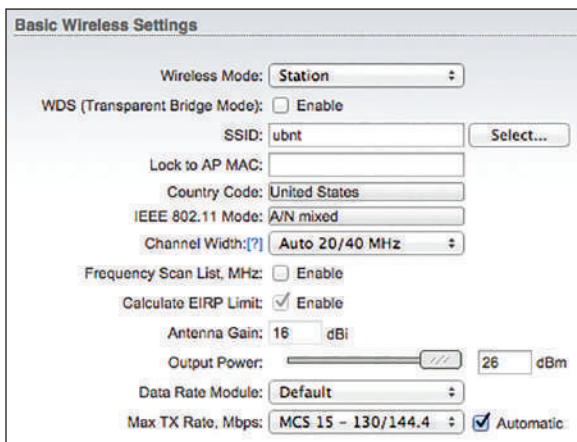 Basic Wireless Settings
Wireless Mode: Station
WDS (Transparent Bridge Mode): Enable
SSID: ubnt Select...
Lock to AP MAC:
Country Code: United States
IEEE 802.11 Mode: A/N mixed
Channel Width:[?] Auto 20/40 MHz
Frequency Scan List, MHz: Enable
Calculate EIRP Limit: Enable
Antenna Gain: 16 dBi
Output Power: 26 dBm
Data Rate Module: Default
Max TX Rate, Mbps: MCS 15 - 130/144.4 Automatic